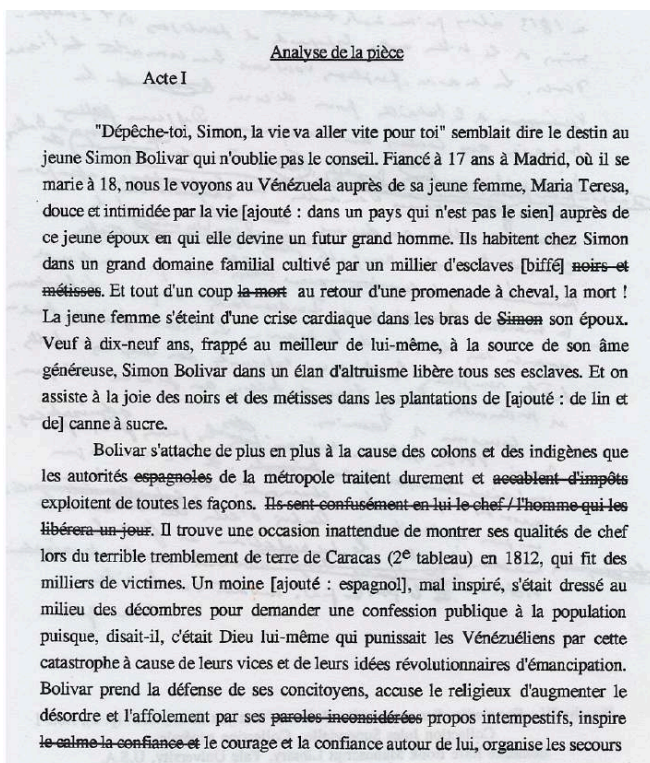 Analyse de la pièce
Acte I
"Dépêche-toi, Simon, la vie va aller vite pour toi" semblait dire le destin au
jeune Simon Bolivar qui n'oublie pas le conseil. Fiancé à 17 ans à Madrid, où il se
marie à 18, nous le voyons au Vénézuela auprès de sa jeune femme, Maria Teresa,
douce et intimidée par la vie [ajouté : dans un pays qui n'est pas le sien] auprès de
ce jeune époux en qui elle devine un futur grand homme. Ils habitent chez Simon
dans un grand domaine familial cultivé par un millier d'esclaves [biffé] noirs et
métisses. Et tout d'un coup la mort au retour d'une promenade à cheval, la mort !
La jeune femme s'éteint d'une crise cardiaque dans les bras de Simon son époux.
Veuf à dix-neuf ans, frappé au meilleur de lui-même, à la source de son âme
généreuse, Simon Bolivar dans un élan d'altruisme libère tous ses esclaves. Et on
assiste à la joie des noirs et des métisses dans les plantations de [ajouté : de lin et
de] canne à sucre.
Bolivar s'attache de plus en plus à la cause des colons et des indigènes que
les autorités espagnoles de la métropole traitent durement et accablent d'impôts
exploitent de toutes les façons. Ils sent confusément en lui le chef / l'homme qui les
libérera un jour. Il trouve une occasion inattendue de montrer ses qualités de chef
lors du terrible tremblement de terre de Caracas (2e tableau) en 1812, qui fit des
milliers de victimes. Un moine [ajouté : espagnol], mal inspiré, s'était dressé au
milieu des décombres pour demander une confession publique à la population
puisque, disait-il, c'était Dieu lui-même qui punissait les Vénézuéliens par cette
catastrophe à cause de leurs vices et de leurs idées révolutionnaires d'émancipation.
Bolivar prend la défense de ses concitoyens, accuse le religieux d'augmenter le
désordre et l'affolement par ses paroles inconsidérées propos intempestifs, inspire
le calme la confiance et le courage et la confiance autour de lui, organise les secours